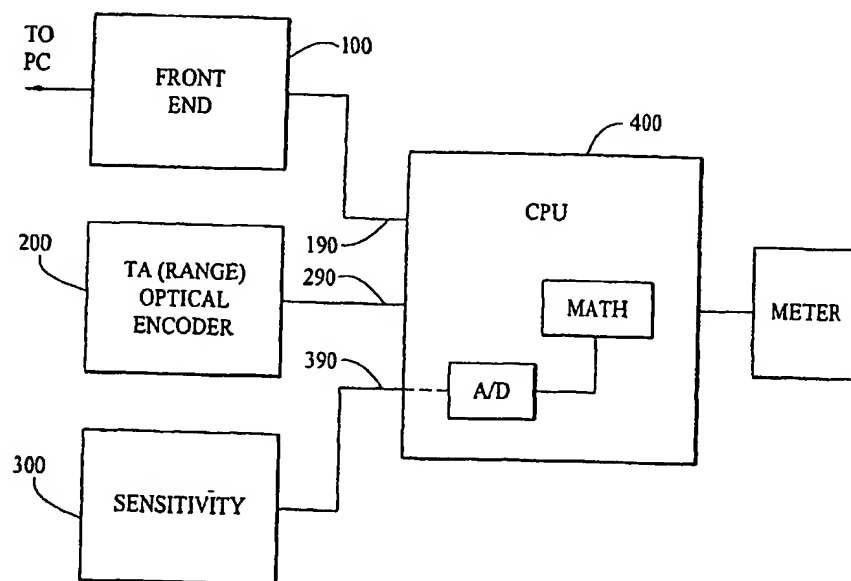 TO
PC
FRONT
END
100
400
CPU
190
200
TA (RANGE)
OPTICAL
ENCODER
290
MATH
METER
390
A/D
300
SENSITIVITY